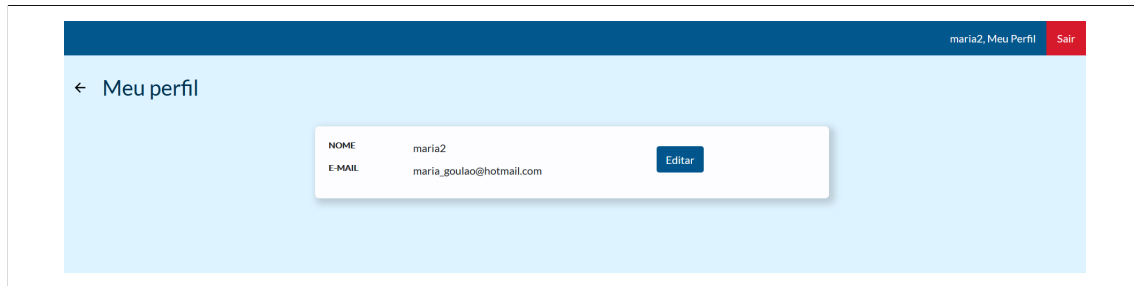 maria2, Meu Perfil Sair
← Meu perfil
NOME maria2
E-MAIL maria_goulao@hotmail.com
Editar